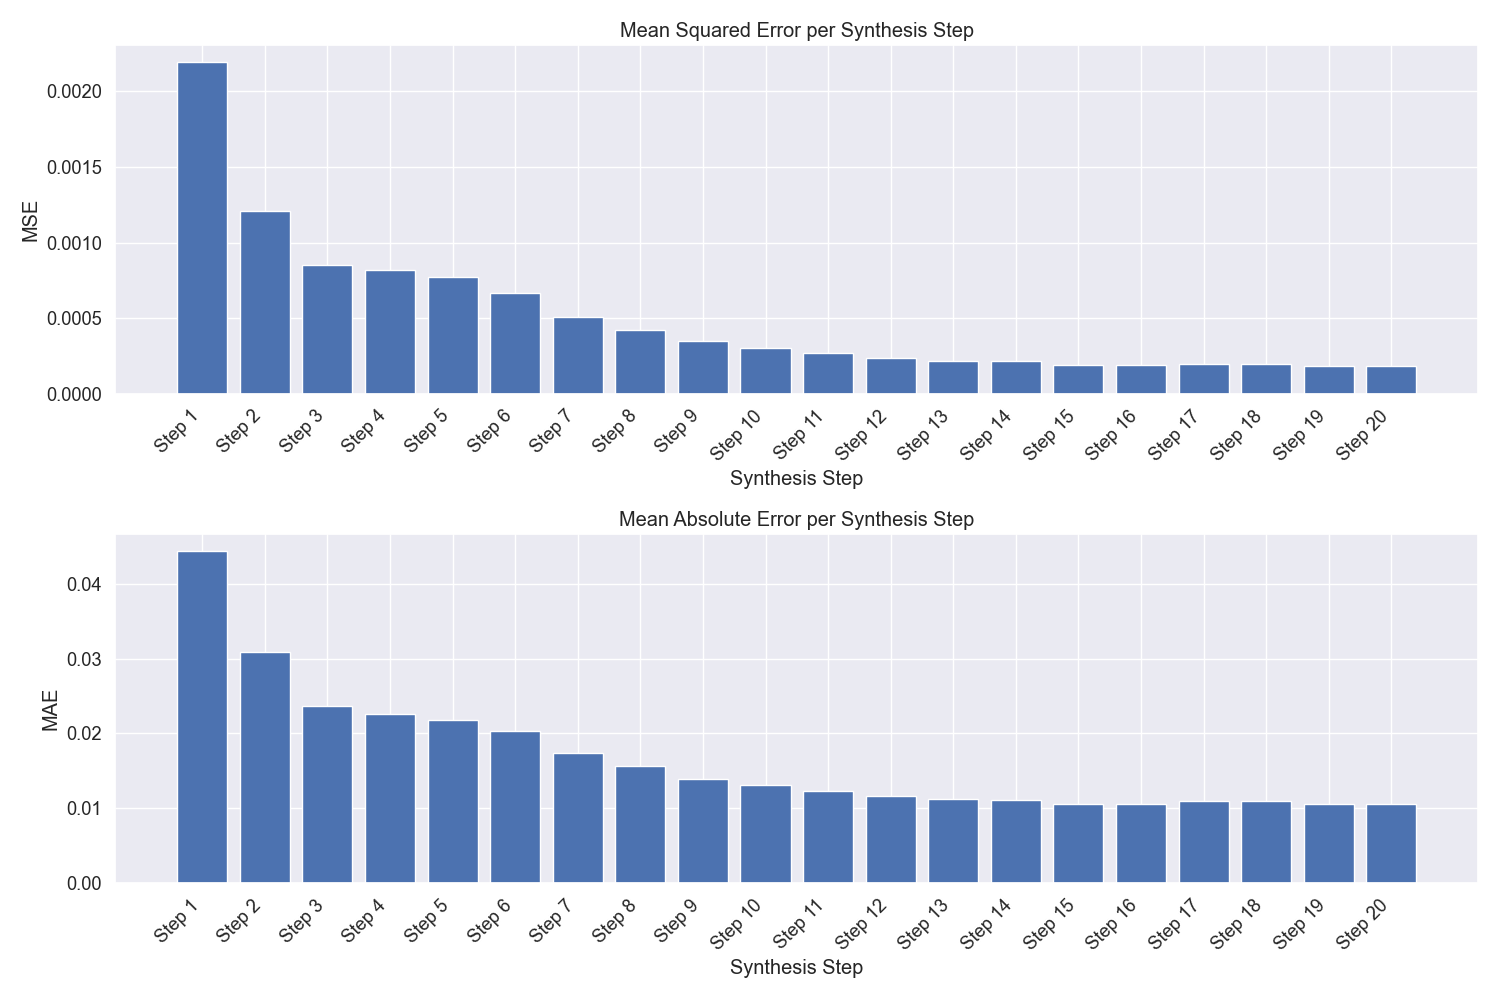 Mean Squared Error per Synthesis Step
0.0020
0.0015
0.0010
0.0005
0.0000
MSE
Step 1
Step 2
Step 3
Step 4
Step 5
Step 6
Step 7
Step 8
Step 9
Step 10
Step 11
Step 12
Step 13
Step 14
Step 15
Step 16
Step 17
Step 18
Step 19
Step 20
Synthesis Step
Mean Absolute Error per Synthesis Step
0.04
0.03
0.02
0.01
0.00
MAE
Step 1
Step 2
Step 3
Step 4
Step 5
Step 6
Step 7
Step 8
Step 9
Step 10
Step 11
Step 12
Step 13
Step 14
Step 15
Step 16
Step 17
Step 18
Step 19
Step 20
Synthesis Step